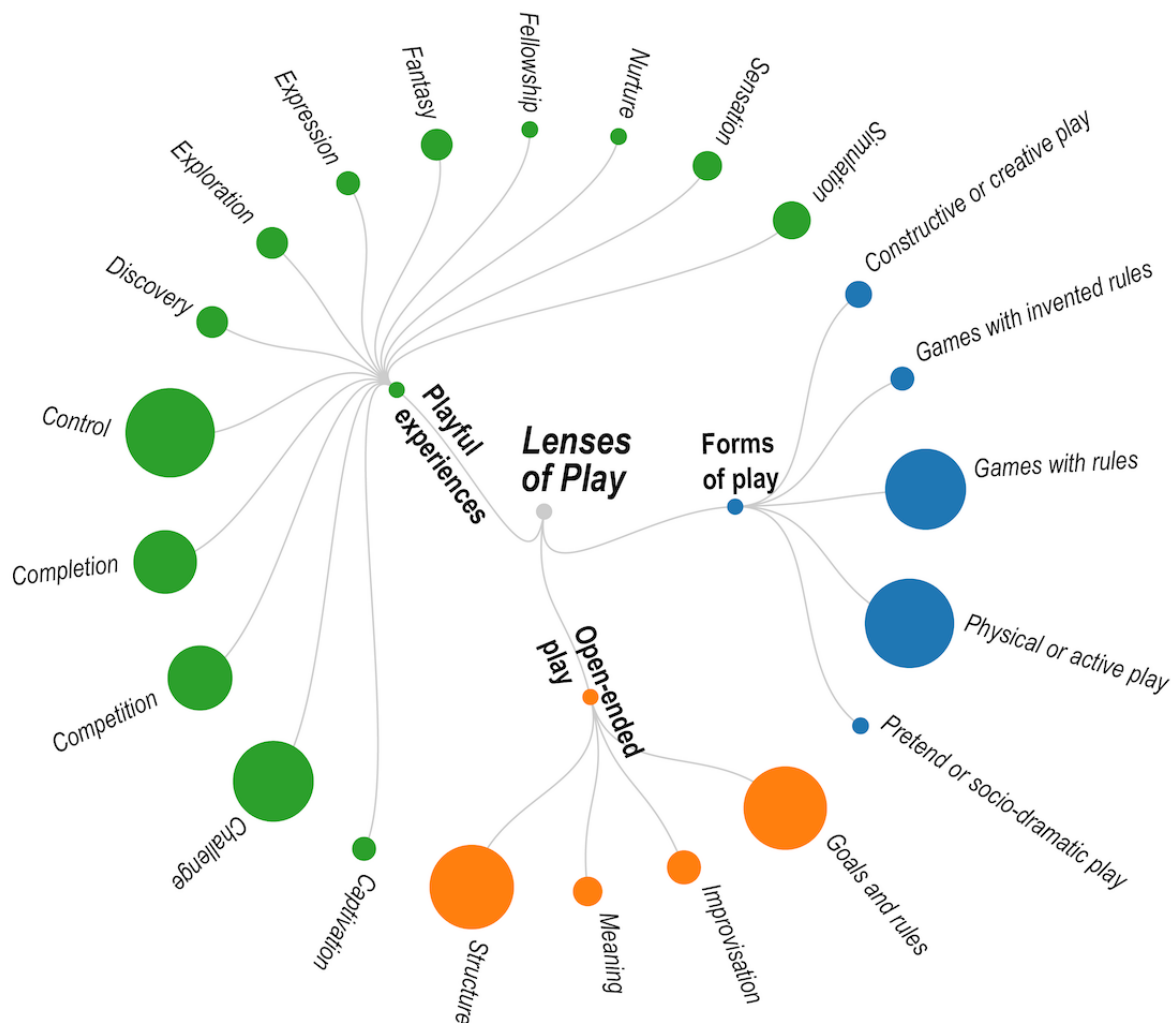 Lenses
of Play
Playful
experiences
Captivation
Challenge
Competition
Completion
Control
Discovery
Exploration
Expression
Fantasy
Fellowship
Nurture
Sensation
Simulation
Forms
of play
Constructive or creative play
Games with invented rules
Games with rules
Physical or active play
Pretend or socio-dramatic play
Open-ended
play
Goals and rules
Improvisation
Meaning
Structure